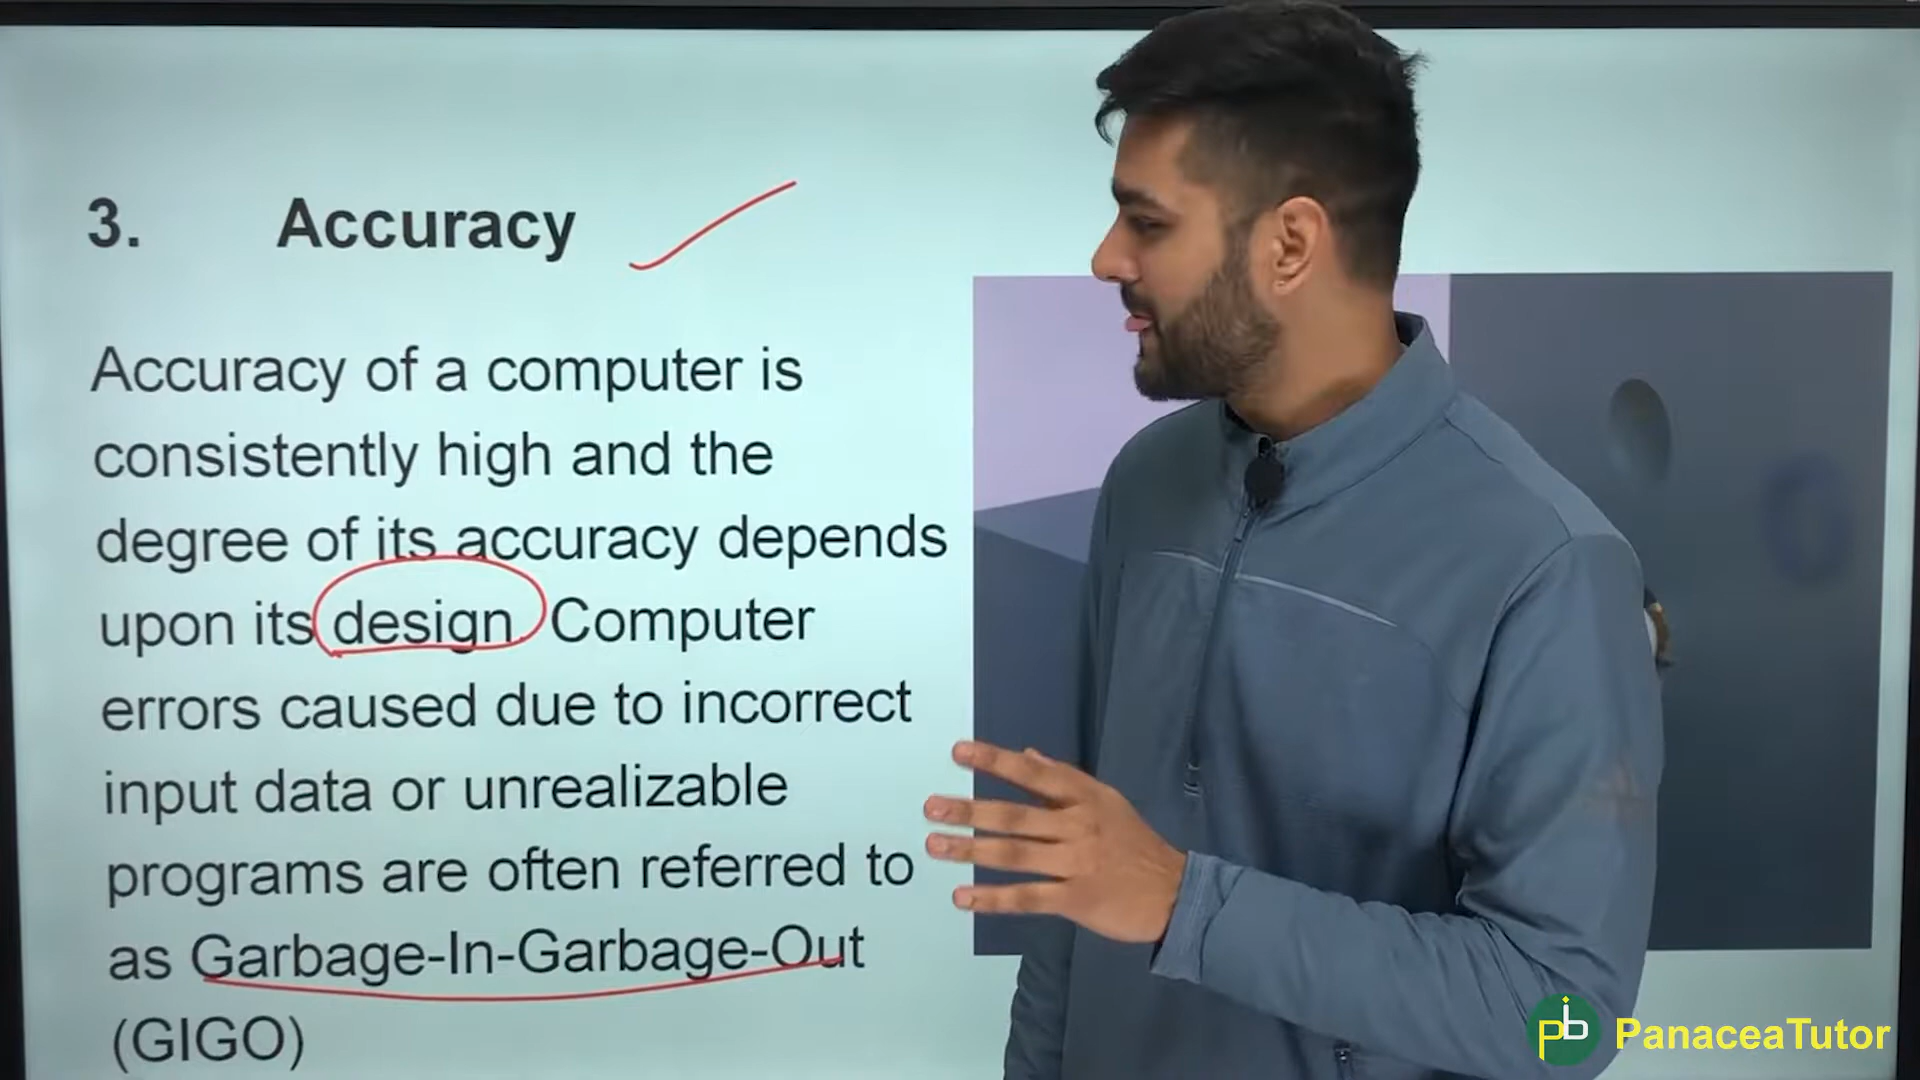 3. Accuracy
Accuracy of a computer is
consistently high and the
degree of its accuracy depends
upon its design. Computer
errors caused due to incorrect
input data or unrealizable
programs are often referred to
as Garbage-In-Garbage-Out
(GIGO)
pb PanaceaTutor